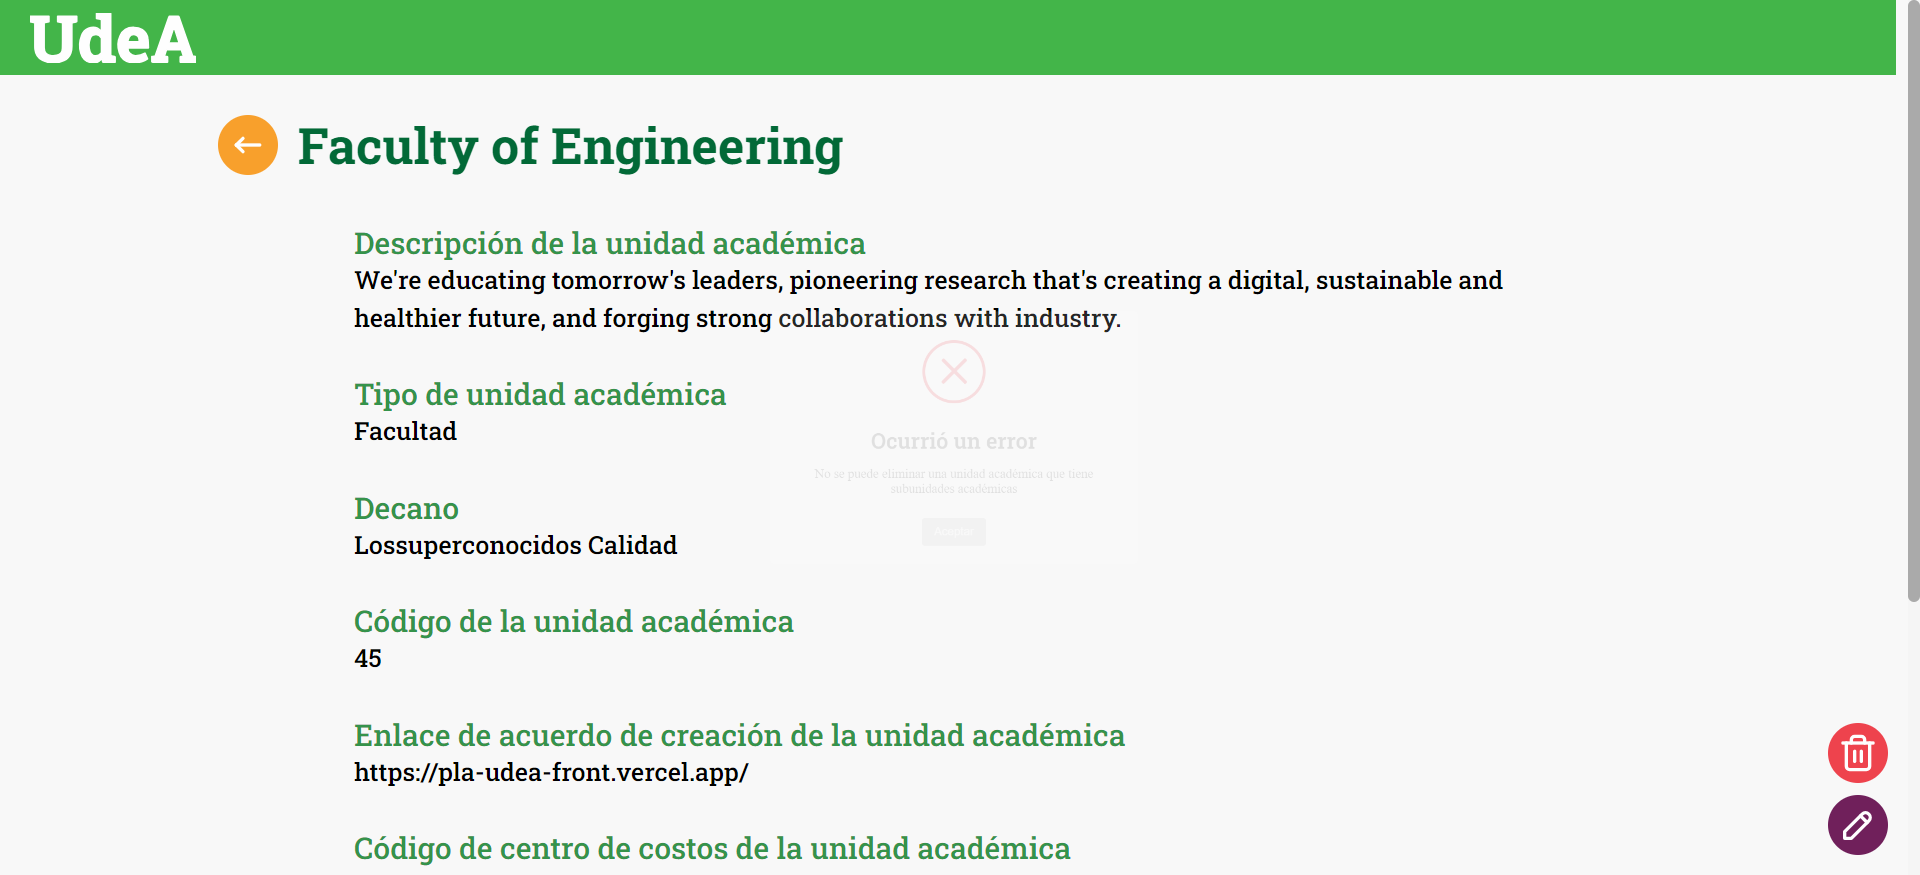 UdeA
Faculty of Engineering
Descripción de la unidad académica
We're educating tomorrow's leaders, pioneering research that's creating a digital, sustainable and
healthier future, and forging strong collaborations with industry.
Tipo de unidad académica
Facultad
Ocurrió un error
No se puede eliminar una unidad académica que tiene
subunidades académicas
Aceptar
Decano
Lossuperconocidos Calidad
Código de la unidad académica
45
Enlace de acuerdo de creación de la unidad académica
https://pla-udea-front.vercel.app/
Código de centro de costos de la unidad académica